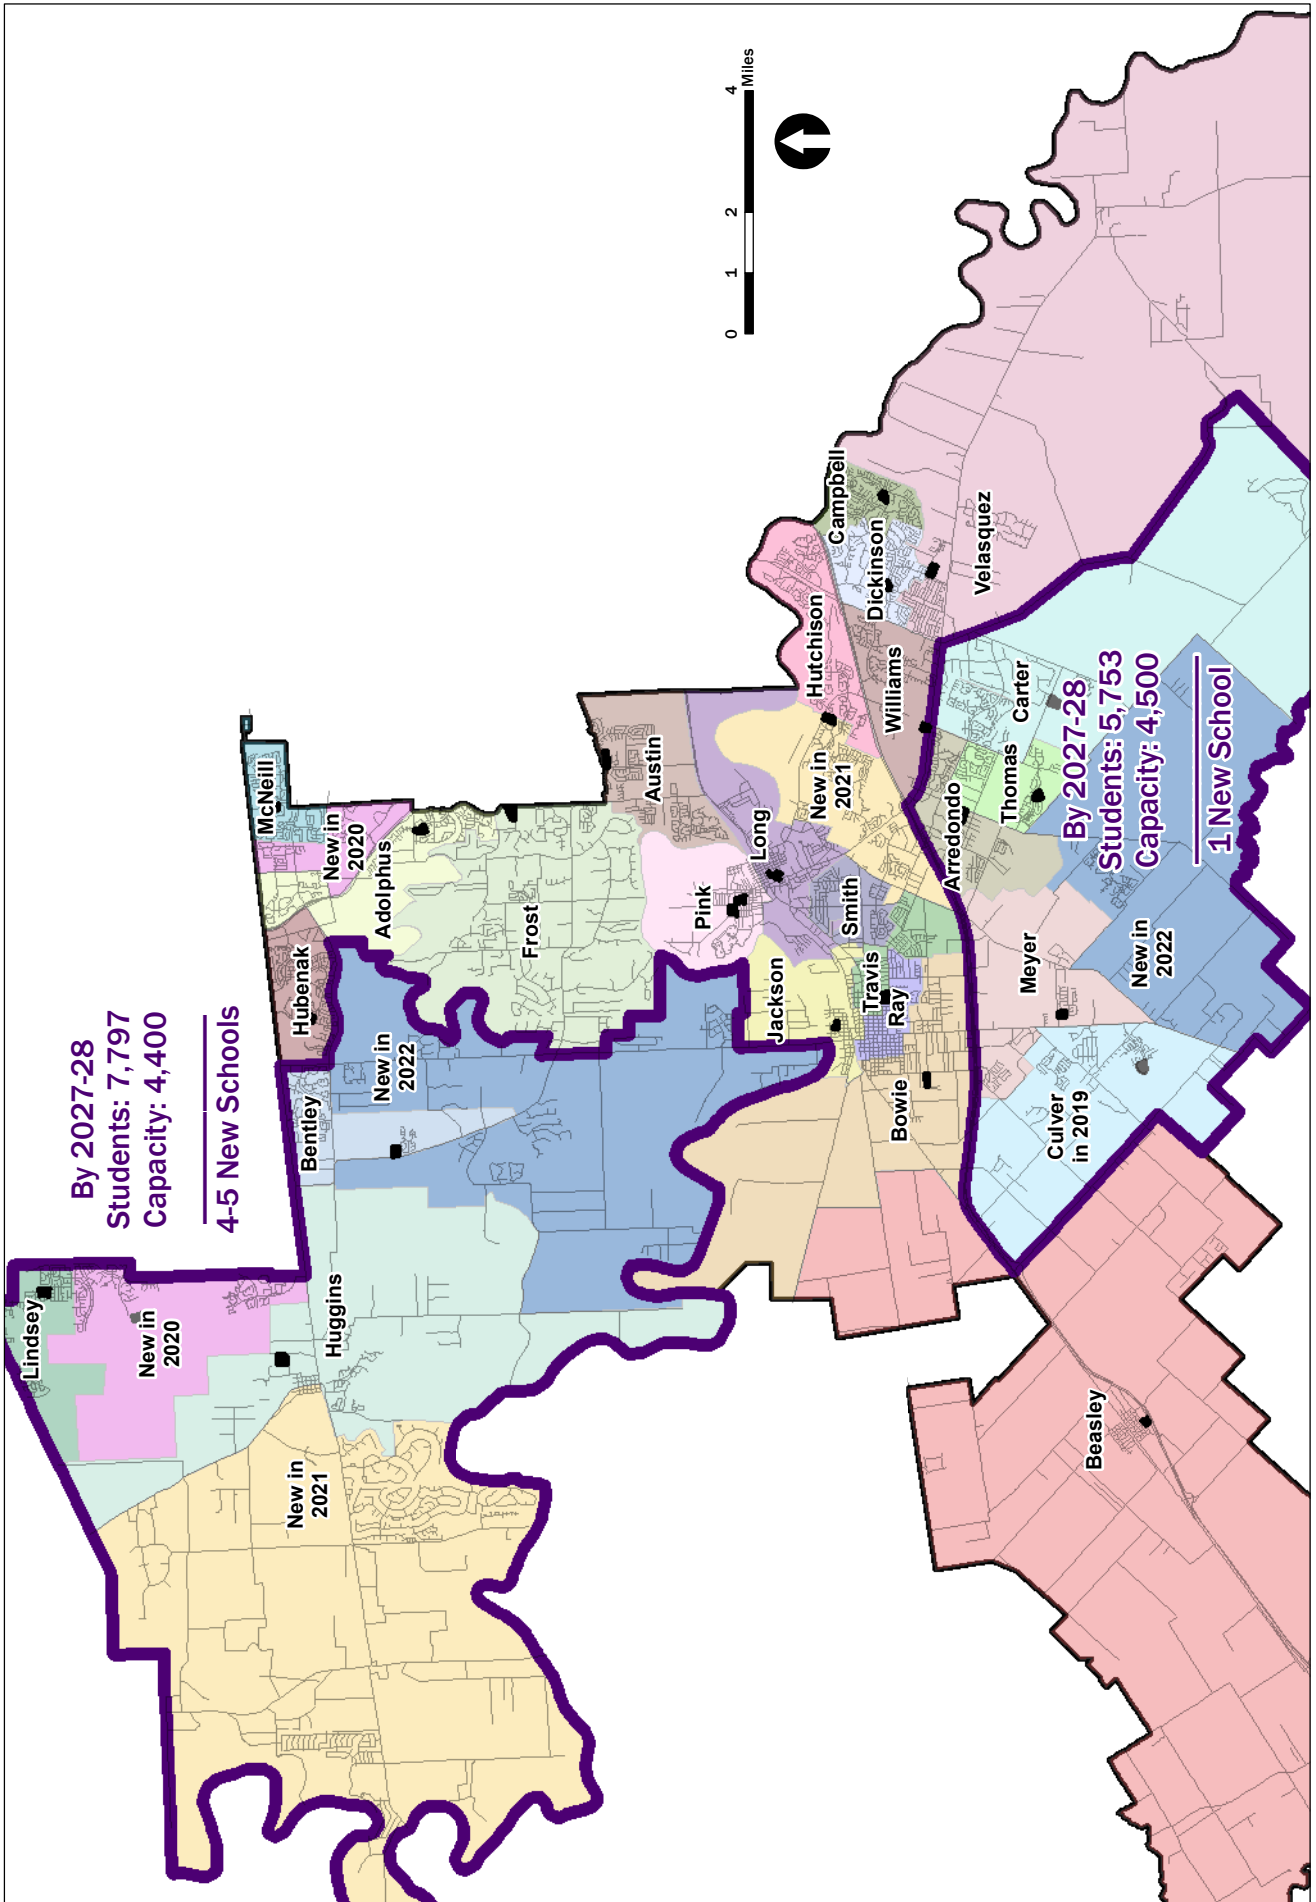 By 2027-28
Students: 7,797
Capacity: 4,400
4-5 New Schools
Lindsey
New in
2020
Huggins
New in
2021
Bentley
New in
2022
Hubenak
McNeill
New in
2020
Adolphus
Frost
Austin
Pink
Long
Jackson
Smith
Travis
Ray
Bowie
New in
2021
Hutchison
Williams
Campbell
Dickinson
Velasquez
Arredondo
Thomas
Carter
Meyer
New in
2022
Culver
in 2019
Beasley
By 2027-28
Students: 5,753
Capacity: 4,500
1 New School
0 1 2 4
Miles